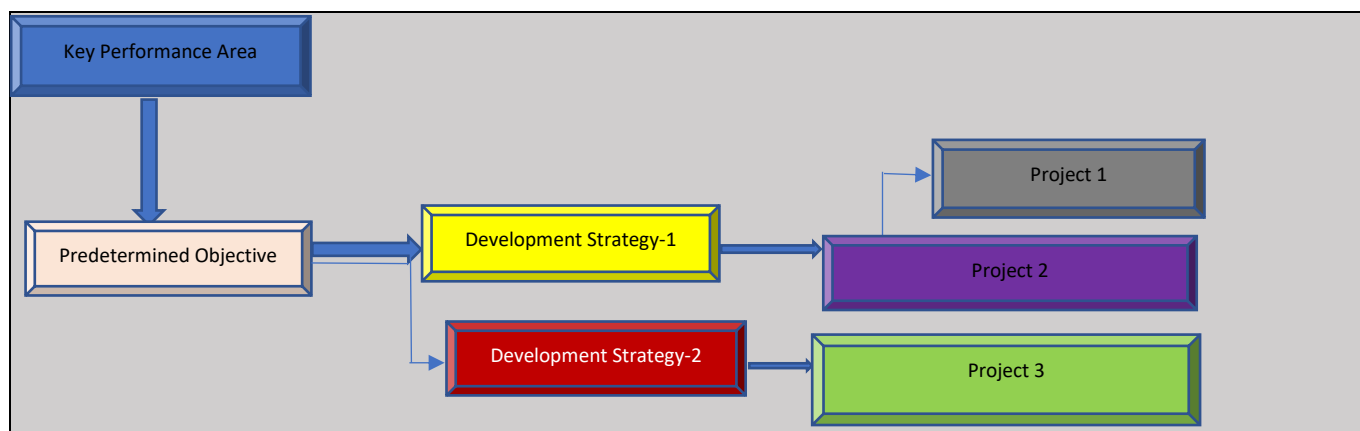 Key Performance Area
Project 1
Predetermined Objective
Development Strategy-1
Project 2
Development Strategy-2
Project 3